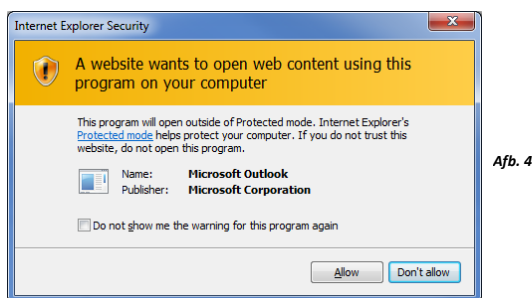 Internet Explorer Security
A website wants to open web content using this
program on your computer
This program will open outside of Protected mode. Internet Explorer's
Protected mode helps protect your computer. If you do not trust this
website, do not open this program.
Name: Microsoft Outlook
Publisher: Microsoft Corporation
Do not show me the warning for this program again
Allow Don't allow
Afb. 4